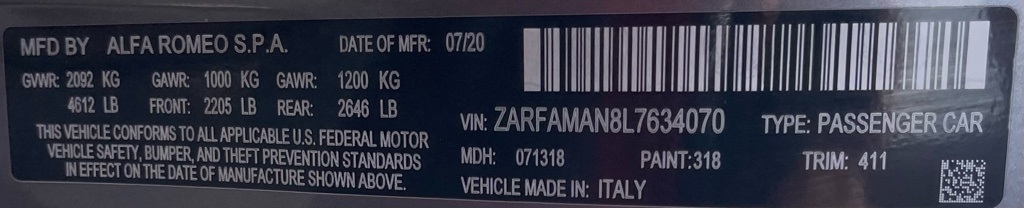 MFD BY ALFA ROMEO S.P.A. DATE OF MFR: 07/20
GVWR: 2092 KG GAWR: 1000 KG GAWR: 1200 KG
4612 LB FRONT: 2205 LB REAR: 2646 LB
THIS VEHICLE CONFORMS TO ALL APPLICABLE U.S. FEDERAL MOTOR
VEHICLE SAFETY, BUMPER, AND THEFT PREVENTION STANDARDS
IN EFFECT ON THE DATE OF MANUFACTURE SHOWN ABOVE.
VIN: ZARFAMAN8L7634070 TYPE: PASSENGER CAR
MDH: 071318 PAINT:318 TRIM: 411
VEHICLE MADE IN: ITALY